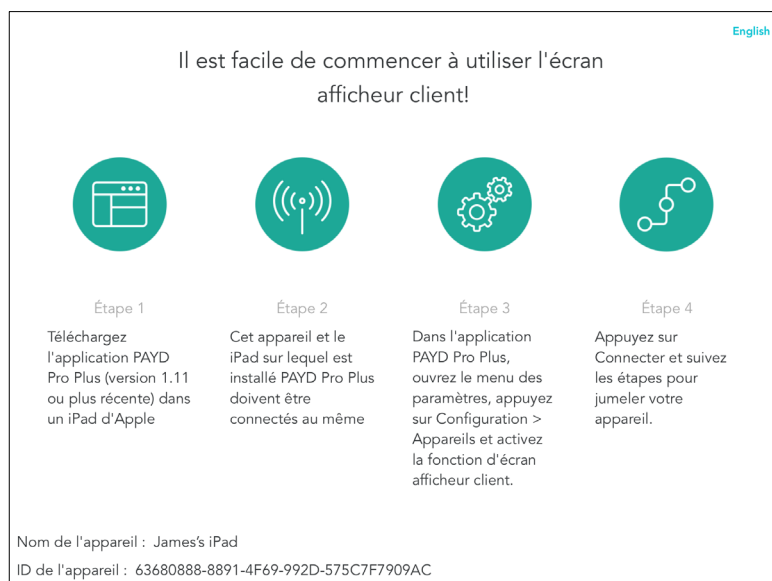 English
Il est facile de commencer à utiliser l'écran
afficheur client!
Étape 1
Téléchargez
l'application PAYD
Pro Plus (version 1.11
ou plus récente) dans
un iPad d'Apple
Étape 2
Cet appareil et le
iPad sur lequel est
installé PAYD Pro Plus
doivent être
connectés au même
Étape 3
Dans l'application
PAYD Pro Plus,
ouvrez le menu des
paramètres, appuyez
sur Configuration >
Appareils et activez
la fonction d'écran
afficheur client.
Étape 4
Appuyez sur
Connecter et suivez
les étapes pour
jumeler votre
appareil.
Nom de l'appareil : James’s iPad
ID de l'appareil : 63680888-8891-4F69-992D-575C7F7909AC